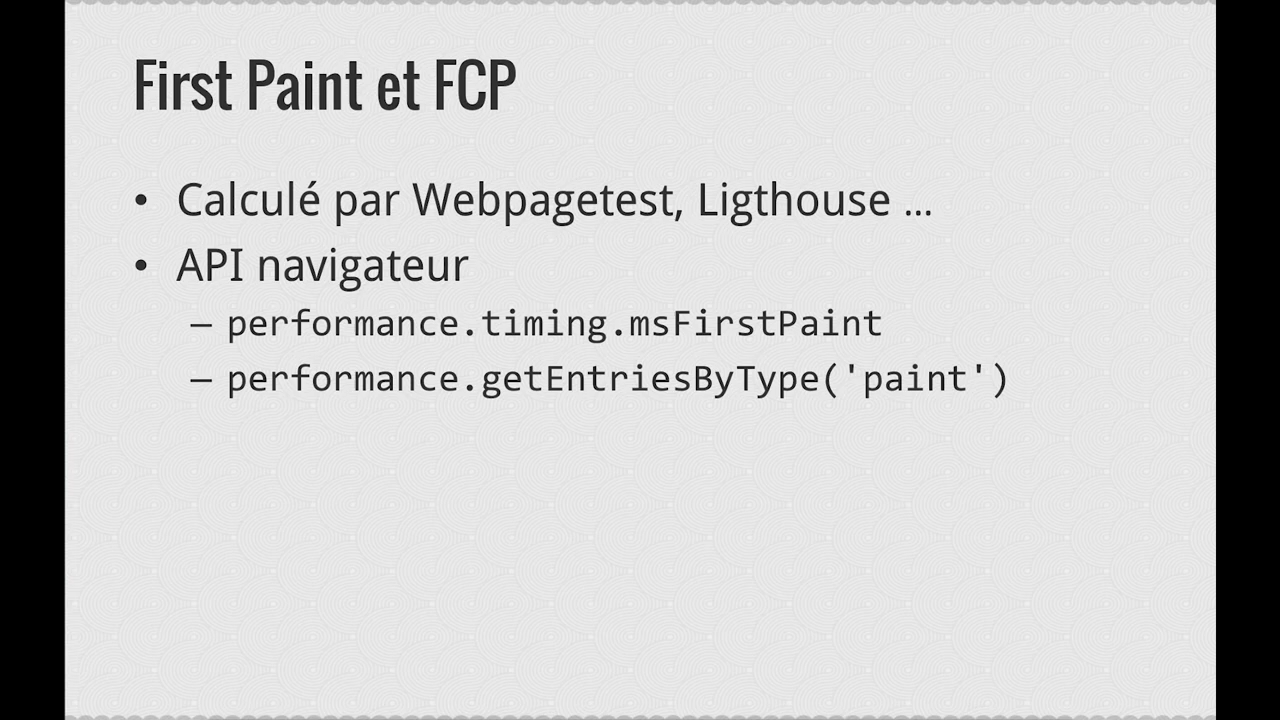 First Paint et FCP
• Calculé par Webpagetest, Ligthouse ...
• API navigateur
– performance.timing.msFirstPaint
– performance.getEntriesByType('paint')